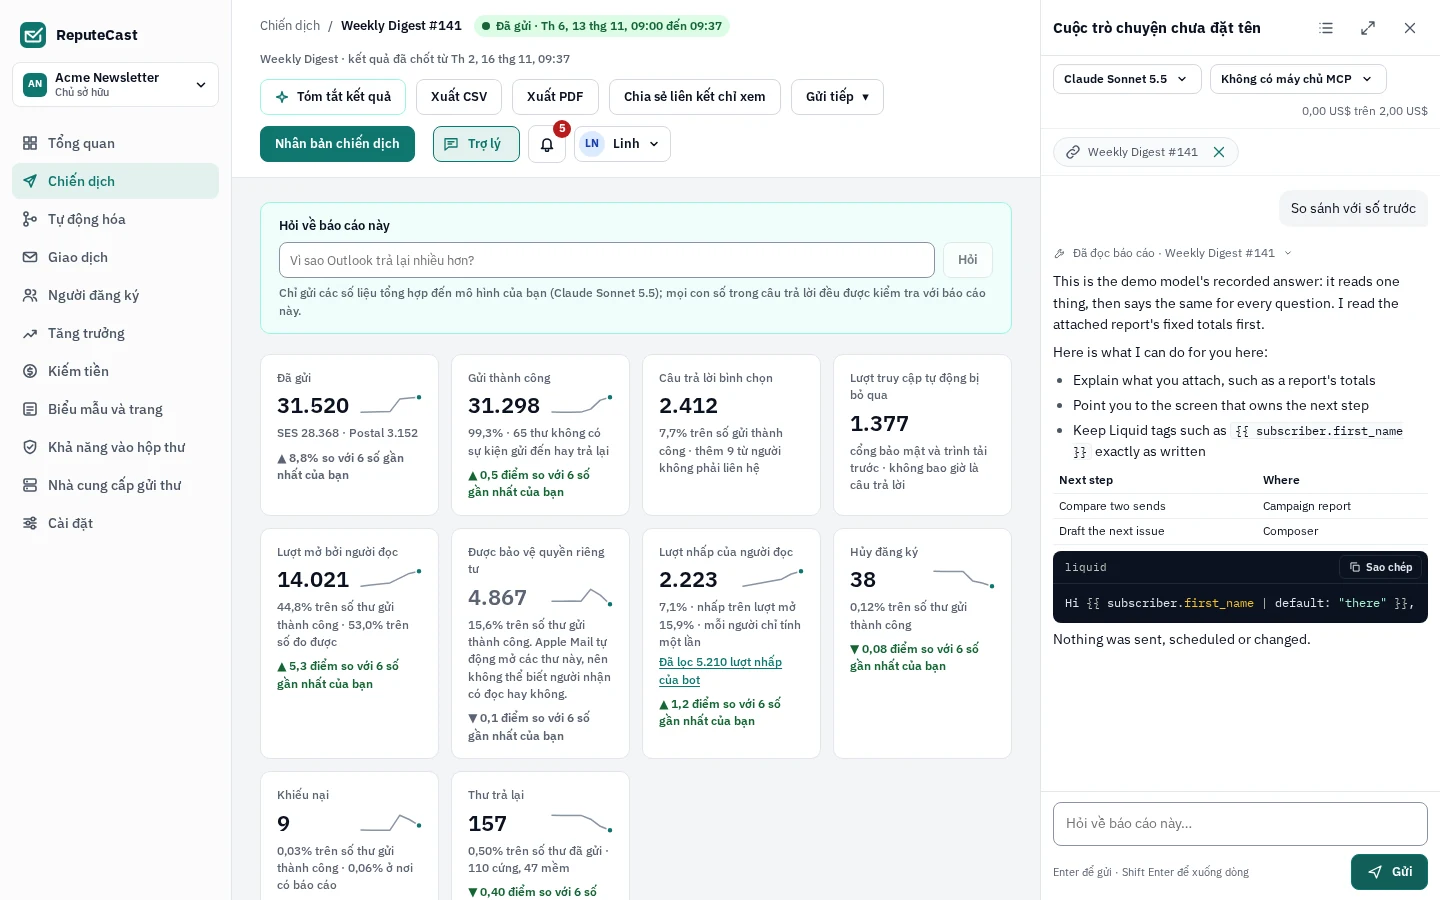 ReputeCast
AN
Acme Newsletter
Chủ sở hữu
Tổng quan
Chiến dịch
Tự động hóa
Giao dịch
Người đăng ký
Tăng trưởng
Kiếm tiền
Biểu mẫu và trang
Khả năng vào hộp thư
Nhà cung cấp gửi thư
Cài đặt
Chiến dịch / Weekly Digest #141
Đã gửi · Th 6, 13 thg 11, 09:00 đến 09:37
Weekly Digest · kết quả đã chốt từ Th 2, 16 thg 11, 09:37
Tóm tắt kết quả
Xuất CSV
Xuất PDF
Chia sẻ liên kết chỉ xem
Gửi tiếp ▾
Nhân bản chiến dịch
Trợ lý
5
LN
Linh
Hỏi về báo cáo này
Vì sao Outlook trả lại nhiều hơn?
Hỏi
Chỉ gửi các số liệu tổng hợp đến mô hình của bạn (Claude Sonnet 5.5); mọi con số trong câu trả lời đều được kiểm tra với báo cáo
này.
Đã gửi
31.520
SES 28.368 · Postal 3.152
▲ 8,8% so với 6 số gần
nhất của bạn
Gửi thành công
31.298
99,3% · 65 thư không có
sự kiện gửi đến hay trả lại
▲ 0,5 điểm so với 6 số
gần nhất của bạn
Câu trả lời bình chọn
2.412
7,7% trên số gửi thành
công · thêm 9 từ người
không phải liên hệ
Lượt truy cập tự động bị
bỏ qua
1.377
cổng bảo mật và trình tải
trước · không bao giờ là
câu trả lời
Lượt mở bởi người đọc
14.021
44,8% trên số thư gửi
thành công · 53,0% trên
số đo được
▲ 5,3 điểm so với 6 số
gần nhất của bạn
Được bảo vệ quyền riêng
tư
4.867
15,6% trên số thư gửi
thành công. Apple Mail tự
động mở các thư này, nên
không thể biết người nhận
có đọc hay không.
▼ 0,1 điểm so với 6 số
gần nhất của bạn
Lượt nhấp của người đọc
2.223
7,1% · nhấp trên lượt mở
15,9% · mỗi người chỉ tính
một lần
Đã lọc 5.210 lượt nhấp
của bot
▲ 1,2 điểm so với 6 số
gần nhất của bạn
Hủy đăng ký
38
0,12% trên số thư gửi
thành công
▼ 0,08 điểm so với 6 số
gần nhất của bạn
Khiếu nại
9
0,03% trên số thư gửi
thành công · 0,06% ở nơi
có báo cáo
Thư trả lại
157
0,50% trên số thư đã gửi ·
110 cứng, 47 mềm
▼ 0,40 điểm so với 6 số
Cuộc trò chuyện chưa đặt tên
Claude Sonnet 5.5
Không có máy chủ MCP
0,00 US$ trên 2,00 US$
Weekly Digest #141
So sánh với số trước
Đã đọc báo cáo · Weekly Digest #141
This is the demo model's recorded answer: it reads one
thing, then says the same for every question. I read the
attached report's fixed totals first.
Here is what I can do for you here:
• Explain what you attach, such as a report's totals
• Point you to the screen that owns the next step
• Keep Liquid tags such as {{ subscriber.first_name
}} exactly as written
Next step Where
Compare two sends Campaign report
Draft the next issue Composer
liquid
Sao chép
Hi {{ subscriber.first_name | default: "there" }},
Nothing was sent, scheduled or changed.
Hỏi về báo cáo này...
Enter để gửi · Shift Enter để xuống dòng
Gửi